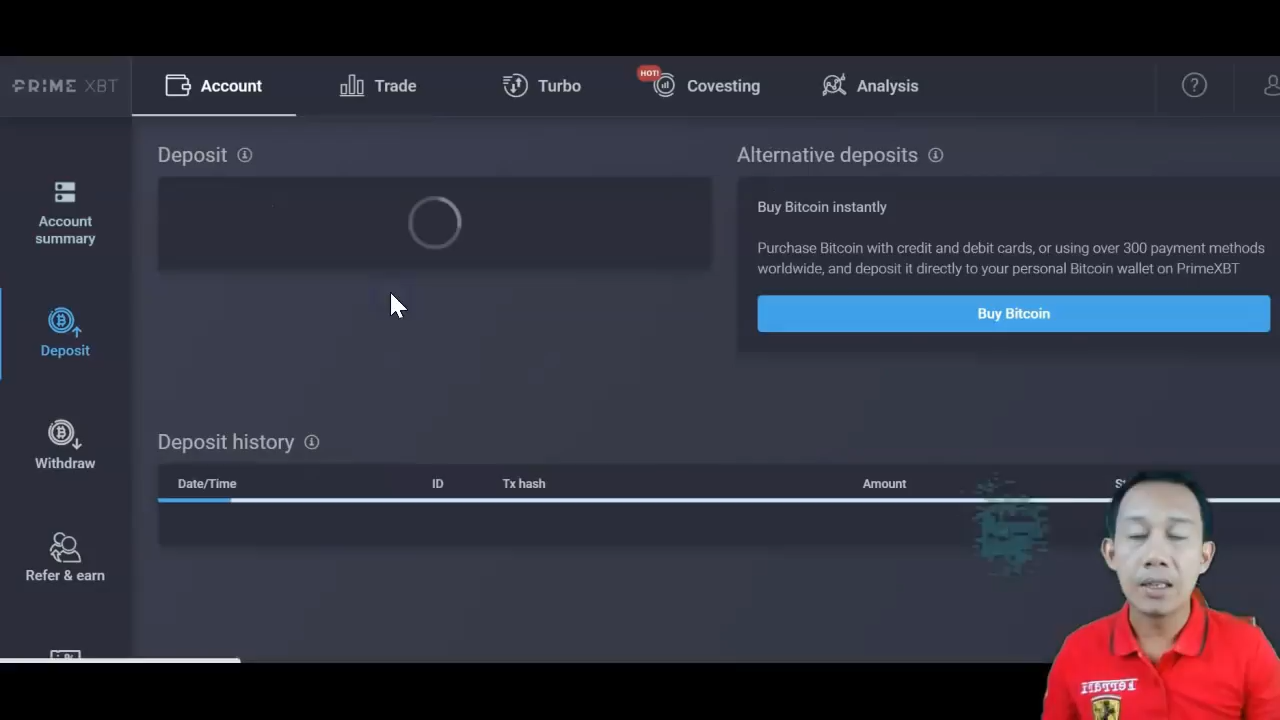 PRIME XBT
Account
Trade
Turbo
HOT!
Covesting
Analysis
?
Account
summary
Deposit
Withdraw
Refer & earn
Deposit
Alternative deposits
Buy Bitcoin instantly
Purchase Bitcoin with credit and debit cards, or using over 300 payment methods
worldwide, and deposit it directly to your personal Bitcoin wallet on PrimeXBT
Buy Bitcoin
Deposit history
Date/Time ID Tx hash Amount
Ferrari